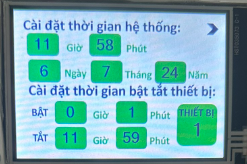 Cài đặt thời gian hệ thống:
11 Giờ 58 Phút
6 Ngày 7 Tháng 24 Năm
Cài đặt thời gian bật tắt thiết bị:
BẬT 0 Giờ 1 Phút THIẾT BỊ
1
TẮT 11 Giờ 59 Phút